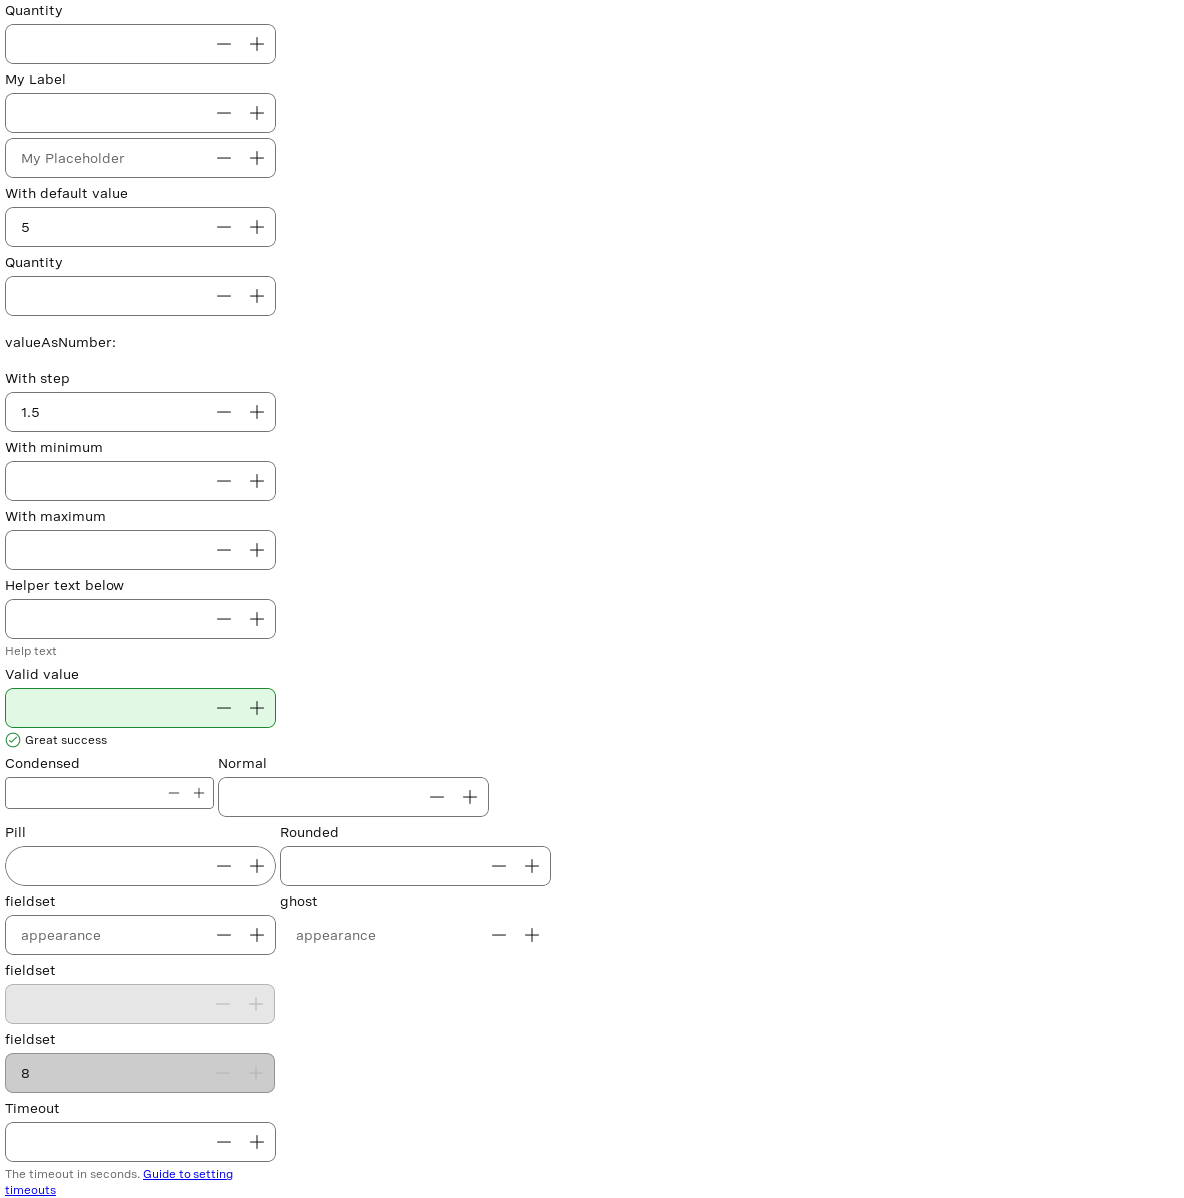 Quantity
My Label
My Placeholder
With default value
5
Quantity
valueAsNumber:
With step
1.5
With minimum
With maximum
Helper text below
Help text
Valid value
Great success
Condensed Normal
Pill Rounded
fieldset ghost
appearance appearance
fieldset
fieldset
8
Timeout
The timeout in seconds. Guide to setting
timeouts